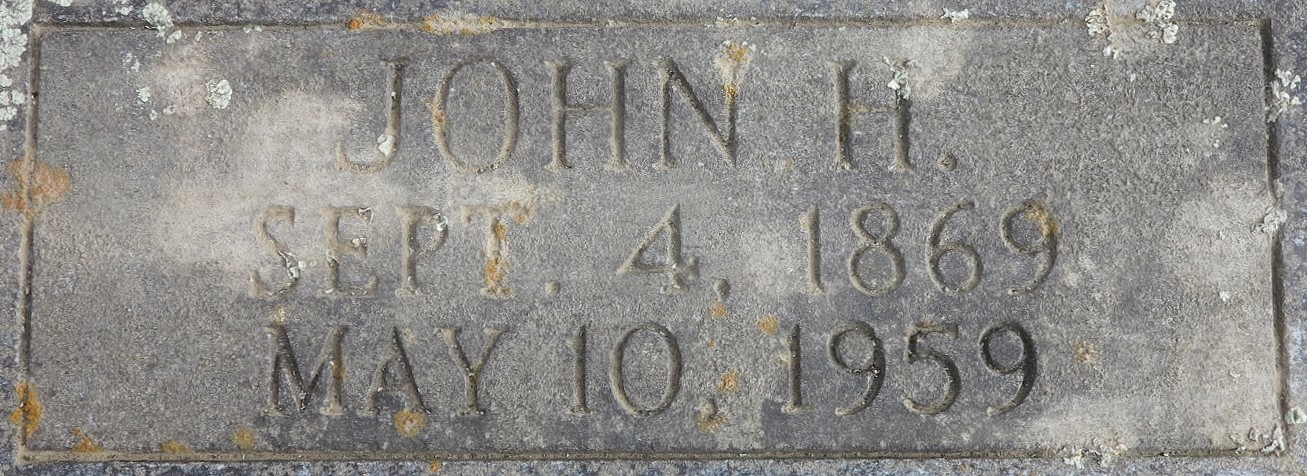 JOHN H.
SEPT. 4, 1869
MAY 10, 1959